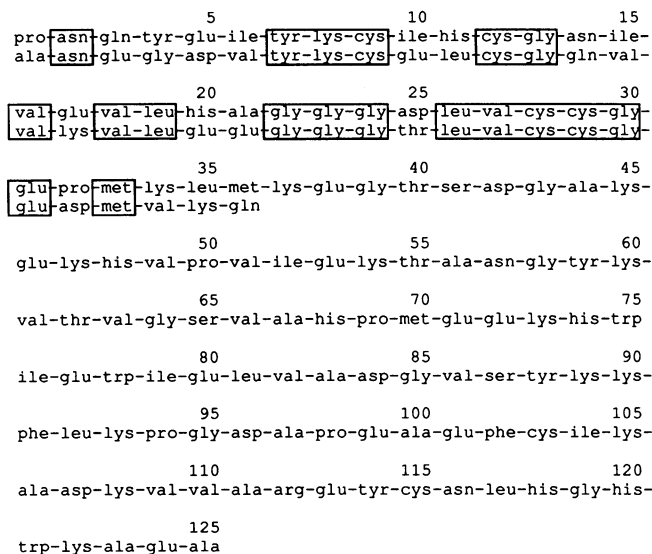 5 10 15
pro-asn-gln-tyr-glu-ile-tyr-lys-cys-ile-his-cys-gly-asn-ile-
ala-asn-glu-gly-asp-val-tyr-lys-cys-glu-leu-cys-gly-gln-val-
20 25 30
val-glu-val-leu-his-ala-gly-gly-gly-asp-leu-val-cys-cys-gly-
val-lys-val-leu-glu-glu-gly-gly-gly-thr-leu-val-cys-cys-gly-
35 40 45
glu-pro-met-lys-leu-met-lys-glu-gly-thr-ser-asp-gly-ala-lys-
glu-asp-met-val-lys-gln
50 55 60
glu-lys-his-val-pro-val-ile-glu-lys-thr-ala-asn-gly-tyr-lys-
65 70 75
val-thr-val-gly-ser-val-ala-his-pro-met-glu-glu-lys-his-trp
80 85 90
ile-glu-trp-ile-glu-leu-val-ala-asp-gly-val-ser-tyr-lys-lys-
95 100 105
phe-leu-lys-pro-gly-asp-ala-pro-glu-ala-glu-phe-cys-ile-lys-
110 115 120
ala-asp-lys-val-val-ala-arg-glu-tyr-cys-asn-leu-his-gly-his-
125
trp-lys-ala-glu-ala